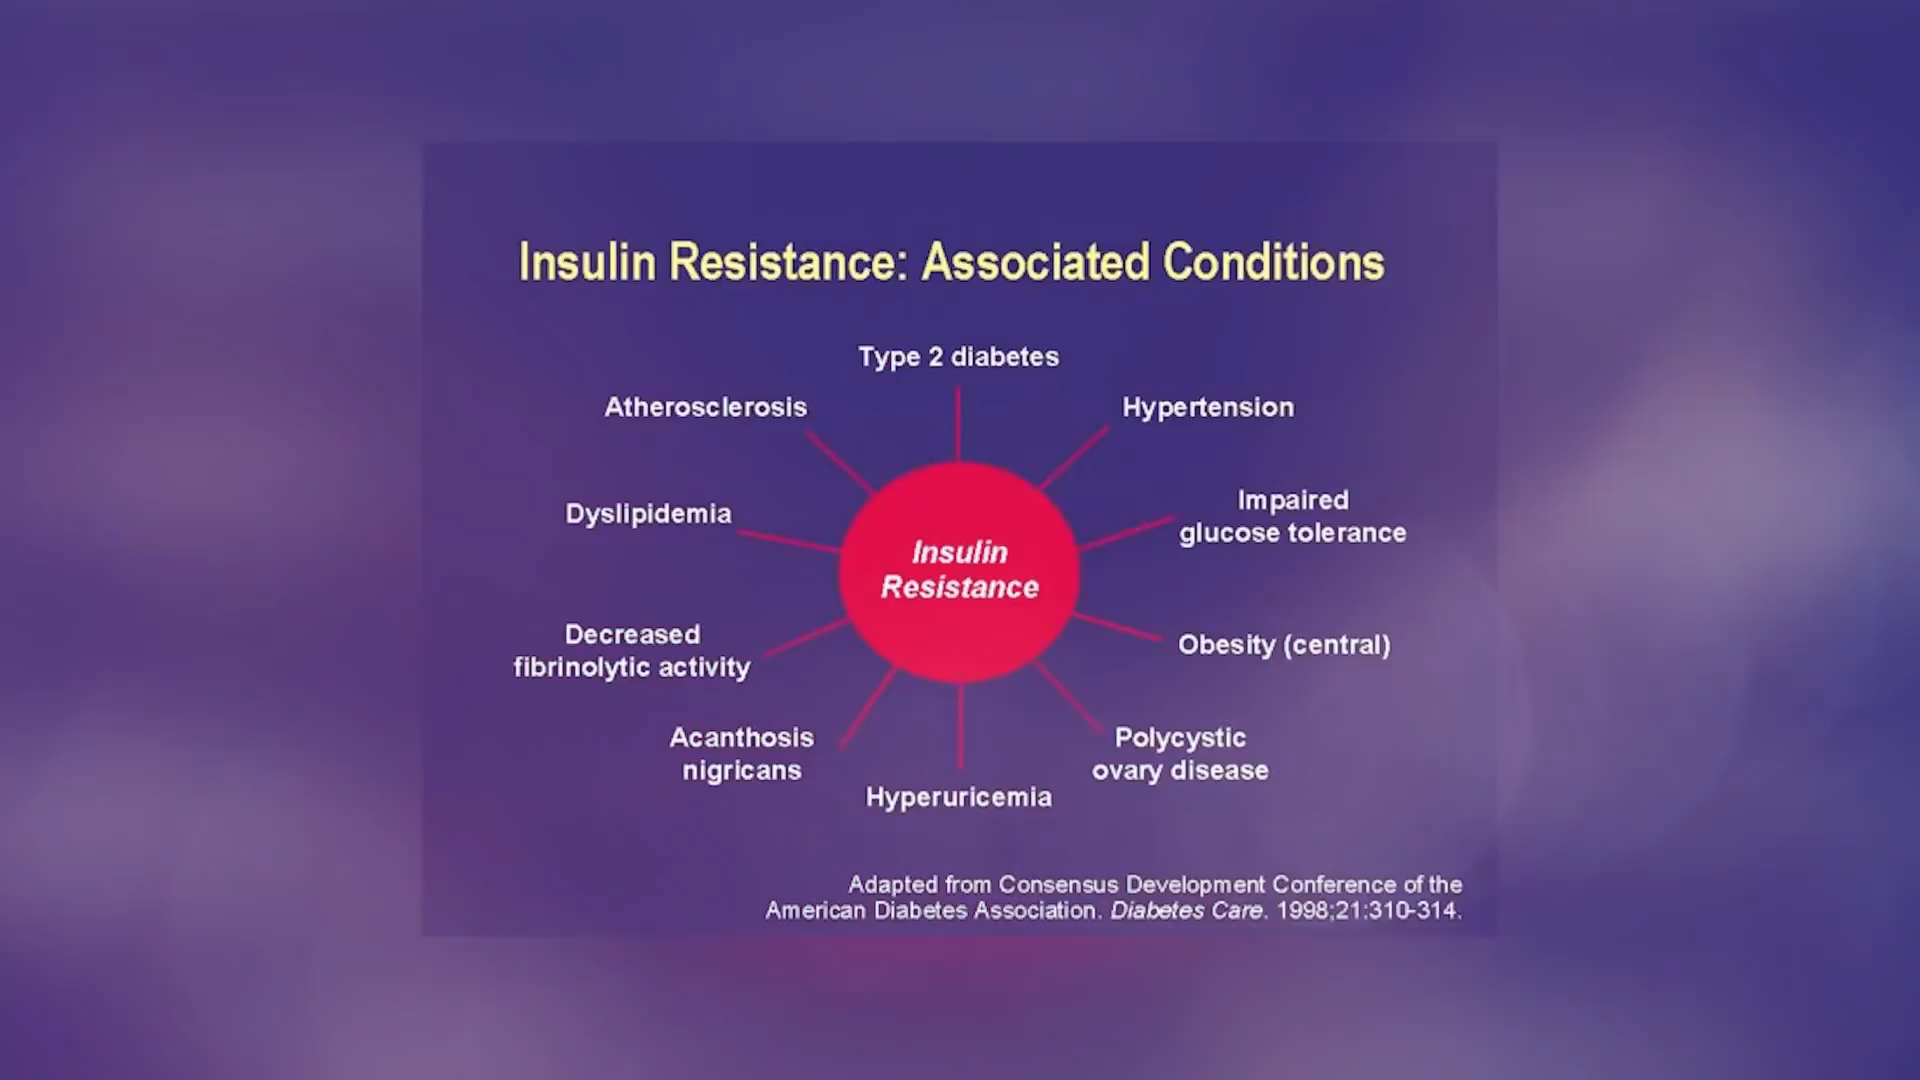 Insulin Resistance: Associated Conditions
Type 2 diabetes
Atherosclerosis
Hypertension
Dyslipidemia
Impaired
glucose tolerance
Insulin
Resistance
Decreased
fibrinolytic activity
Obesity (central)
Acanthosis
nigricans
Polycystic
ovary disease
Hyperuricemia
Adapted from Consensus Development Conference of the
American Diabetes Association. Diabetes Care. 1998;21:310-314.